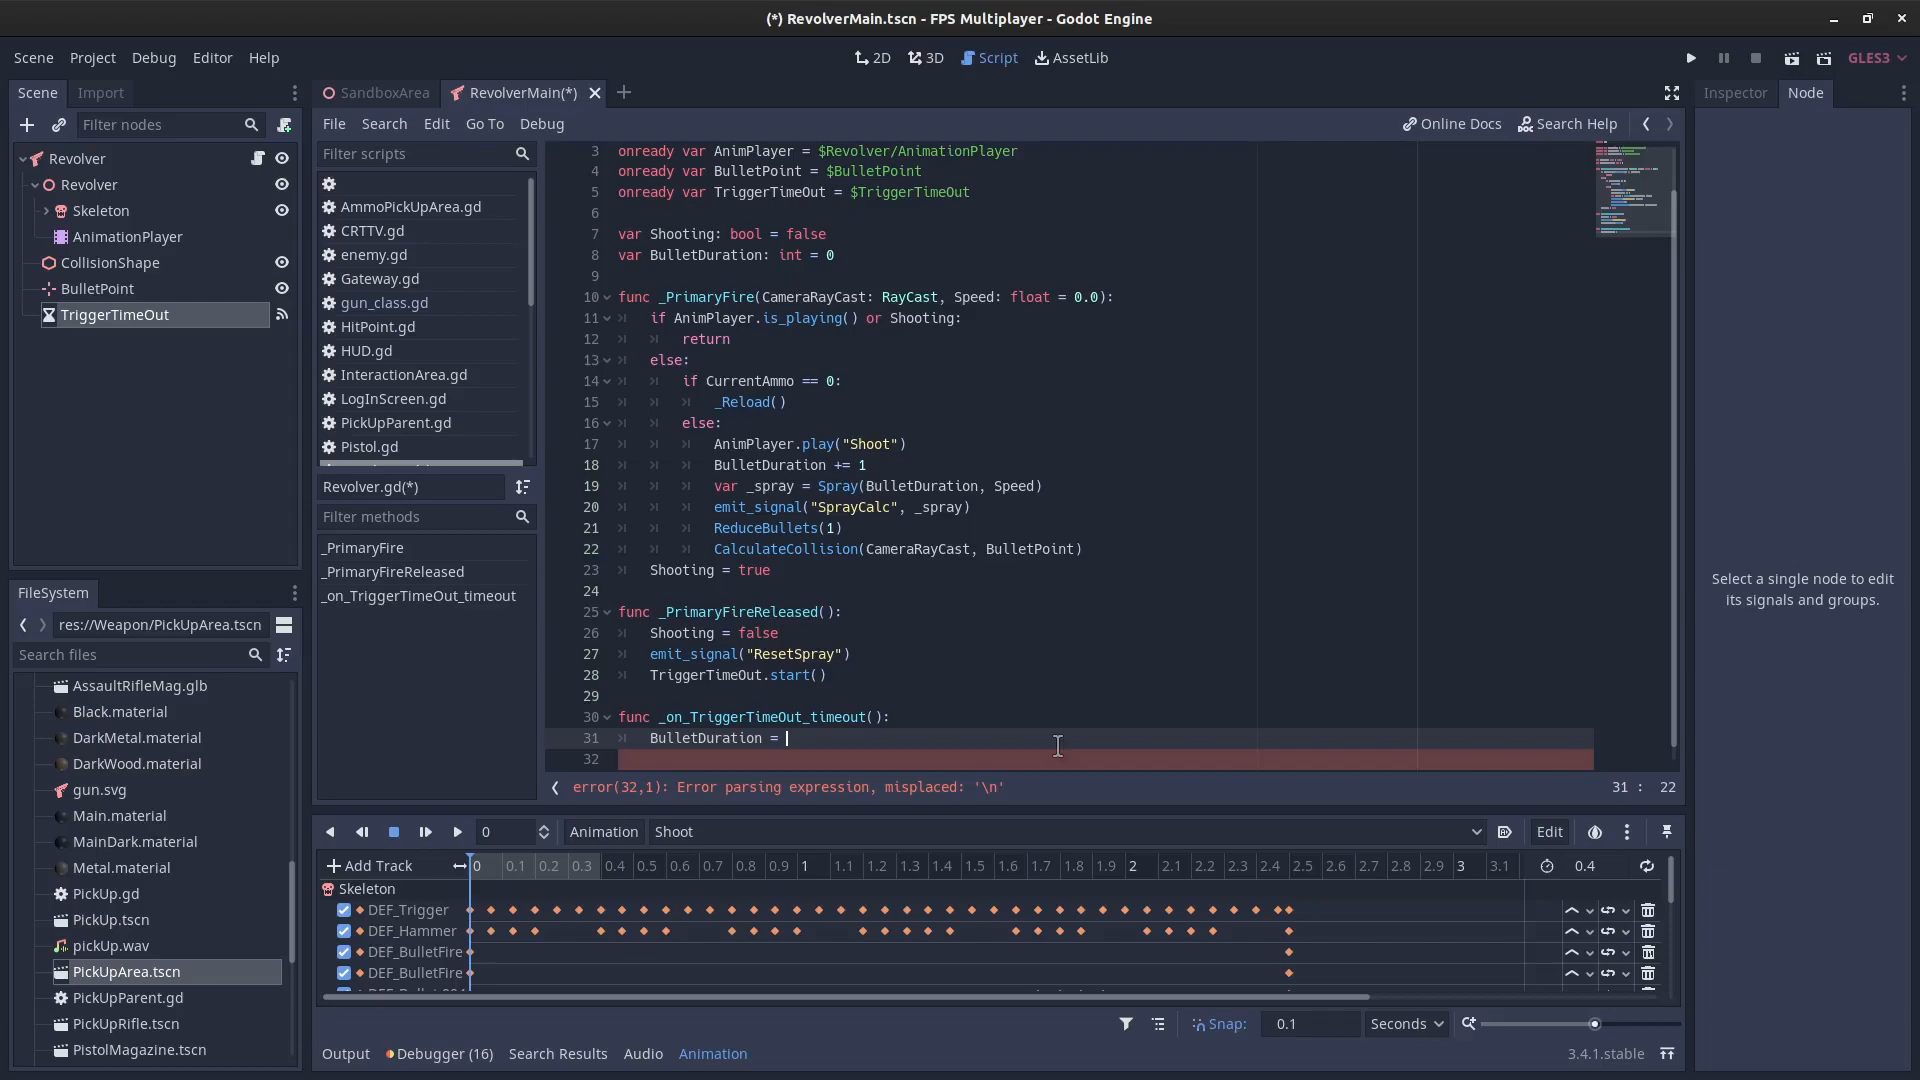 (*) RevolverMain.tscn - FPS Multiplayer - Godot Engine
Scene Project Debug Editor Help
2D 3D Script AssetLib
GLES3
Scene Import
Filter nodes
Revolver
Revolver
Skeleton
AnimationPlayer
CollisionShape
BulletPoint
TriggerTimeOut
FileSystem
res://Weapon/PickUpArea.tscn
Search files
AssaultRifleMag.glb
Black.material
DarkMetal.material
DarkWood.material
gun.svg
Main.material
MainDark.material
Metal.material
PickUp.gd
PickUp.tscn
pickUp.wav
PickUpArea.tscn
PickUpParent.gd
PickUpRifle.tscn
PistolMagazine.tscn
SandboxArea RevolverMain(*)
File Search Edit Go To Debug
Online Docs Search Help
Filter scripts
AmmoPickUpArea.gd
CRTTV.gd
enemy.gd
Gateway.gd
gun_class.gd
HitPoint.gd
HUD.gd
InteractionArea.gd
LogInScreen.gd
PickUpParent.gd
Pistol.gd
Revolver.gd(*)
Filter methods
_PrimaryFire
_PrimaryFireReleased
_on_TriggerTimeOut_timeout
3 onready var AnimPlayer = $Revolver/AnimationPlayer
4 onready var BulletPoint = $BulletPoint
5 onready var TriggerTimeOut = $TriggerTimeOut
6
7 var Shooting: bool = false
8 var BulletDuration: int = 0
9
10 func _PrimaryFire(CameraRayCast: RayCast, Speed: float = 0.0):
11 if AnimPlayer.is_playing() or Shooting:
12 return
13 else:
14 if CurrentAmmo == 0:
15 _Reload()
16 else:
17 AnimPlayer.play("Shoot")
18 BulletDuration += 1
19 var _spray = Spray(BulletDuration, Speed)
20 emit_signal("SprayCalc", _spray)
21 ReduceBullets(1)
22 CalculateCollision(CameraRayCast, BulletPoint)
23 Shooting = true
24
25 func _PrimaryFireReleased():
26 Shooting = false
27 emit_signal("ResetSpray")
28 TriggerTimeOut.start()
29
30 func _on_TriggerTimeOut_timeout():
31 BulletDuration =
32
error(32,1): Error parsing expression, misplaced: '\n'
31 : 22
0 Animation Shoot Edit
Add Track 0 0.1 0.2 0.3 0.4 0.5 0.6 0.7 0.8 0.9 1 1.1 1.2 1.3 1.4 1.5 1.6 1.7 1.8 1.9 2 2.1 2.2 2.3 2.4 2.5 2.6 2.7 2.8 2.9 3 3.1 0.4
Skeleton
DEF_Trigger
DEF_Hammer
DEF_BulletFire
DEF_BulletFire
Snap: 0.1 Seconds
Output Debugger (16) Search Results Audio Animation
3.4.1.stable
Inspector Node
Select a single node to edit
its signals and groups.